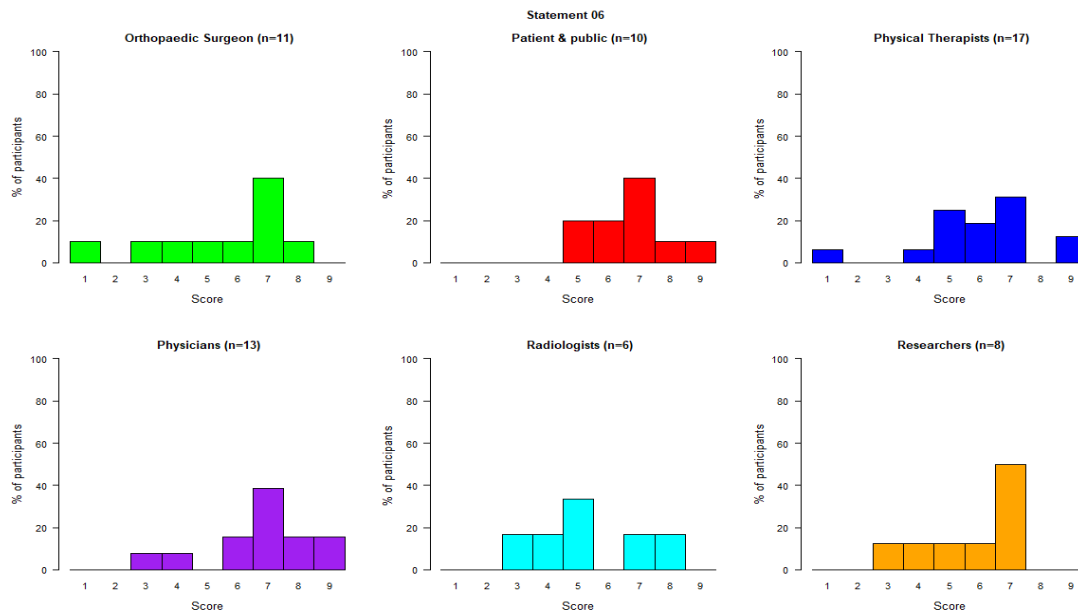 Statement 06
Orthopaedic Surgeon (n=11)
% of participants
100
80
60
40
20
0
1 2 3 4 5 6 7 8 9
Score
Patient & public (n=10)
% of participants
100
80
60
40
20
0
1 2 3 4 5 6 7 8 9
Score
Physical Therapists (n=17)
% of participants
100
80
60
40
20
0
1 2 3 4 5 6 7 8 9
Score
Physicians (n=13)
% of participants
100
80
60
40
20
0
1 2 3 4 5 6 7 8 9
Score
Radiologists (n=6)
% of participants
100
80
60
40
20
0
1 2 3 4 5 6 7 8 9
Score
Researchers (n=8)
% of participants
100
80
60
40
20
0
1 2 3 4 5 6 7 8 9
Score